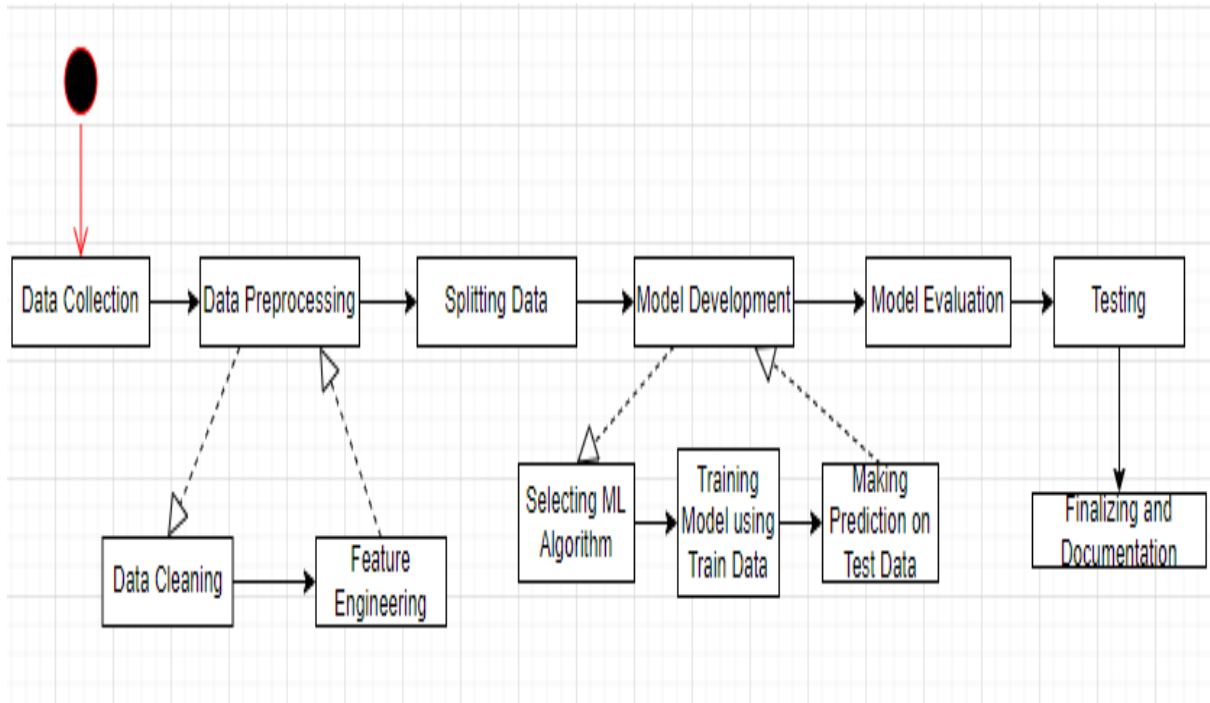 Data Collection
Data Preprocessing
Splitting Data
Model Development
Model Evaluation
Testing
Selecting ML
Algorithm
Training
Model using
Train Data
Making
Prediction on
Test Data
Finalizing and
Documentation
Data Cleaning
Feature
Engineering